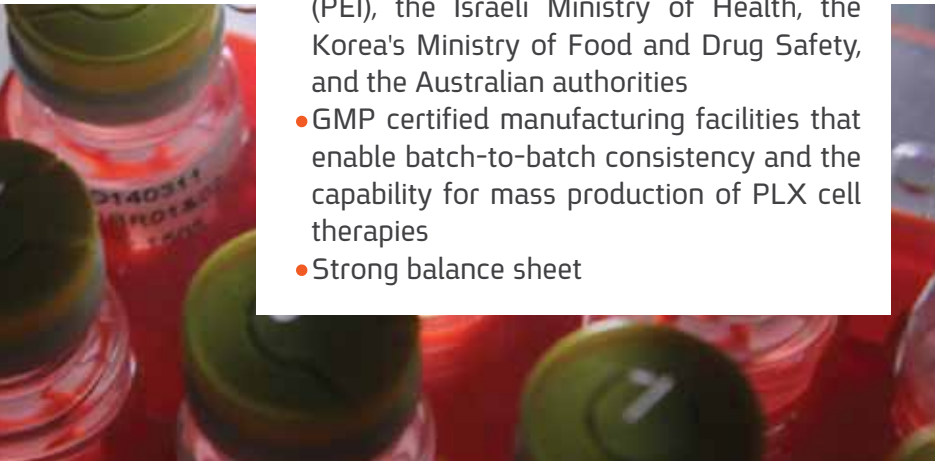 (PEI), the Israeli Ministry of Health, the
Korea's Ministry of Food and Drug Safety,
and the Australian authorities
•GMP certified manufacturing facilities that
enable batch-to-batch consistency and the
capability for mass production of PLX cell
therapies
•Strong balance sheet